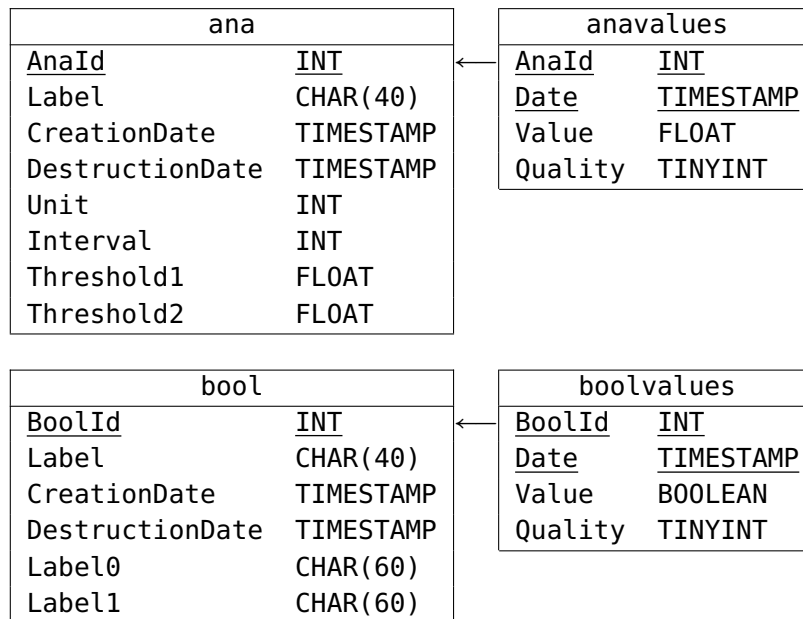 ana
AnaId INT
Label CHAR(40)
CreationDate TIMESTAMP
DestructionDate TIMESTAMP
Unit INT
Interval INT
Threshold1 FLOAT
Threshold2 FLOAT
anavalues
AnaId INT
Date TIMESTAMP
Value FLOAT
Quality TINYINT
bool
BoolId INT
Label CHAR(40)
CreationDate TIMESTAMP
DestructionDate TIMESTAMP
Label0 CHAR(60)
Label1 CHAR(60)
boolvalues
BoolId INT
Date TIMESTAMP
Value BOOLEAN
Quality TINYINT